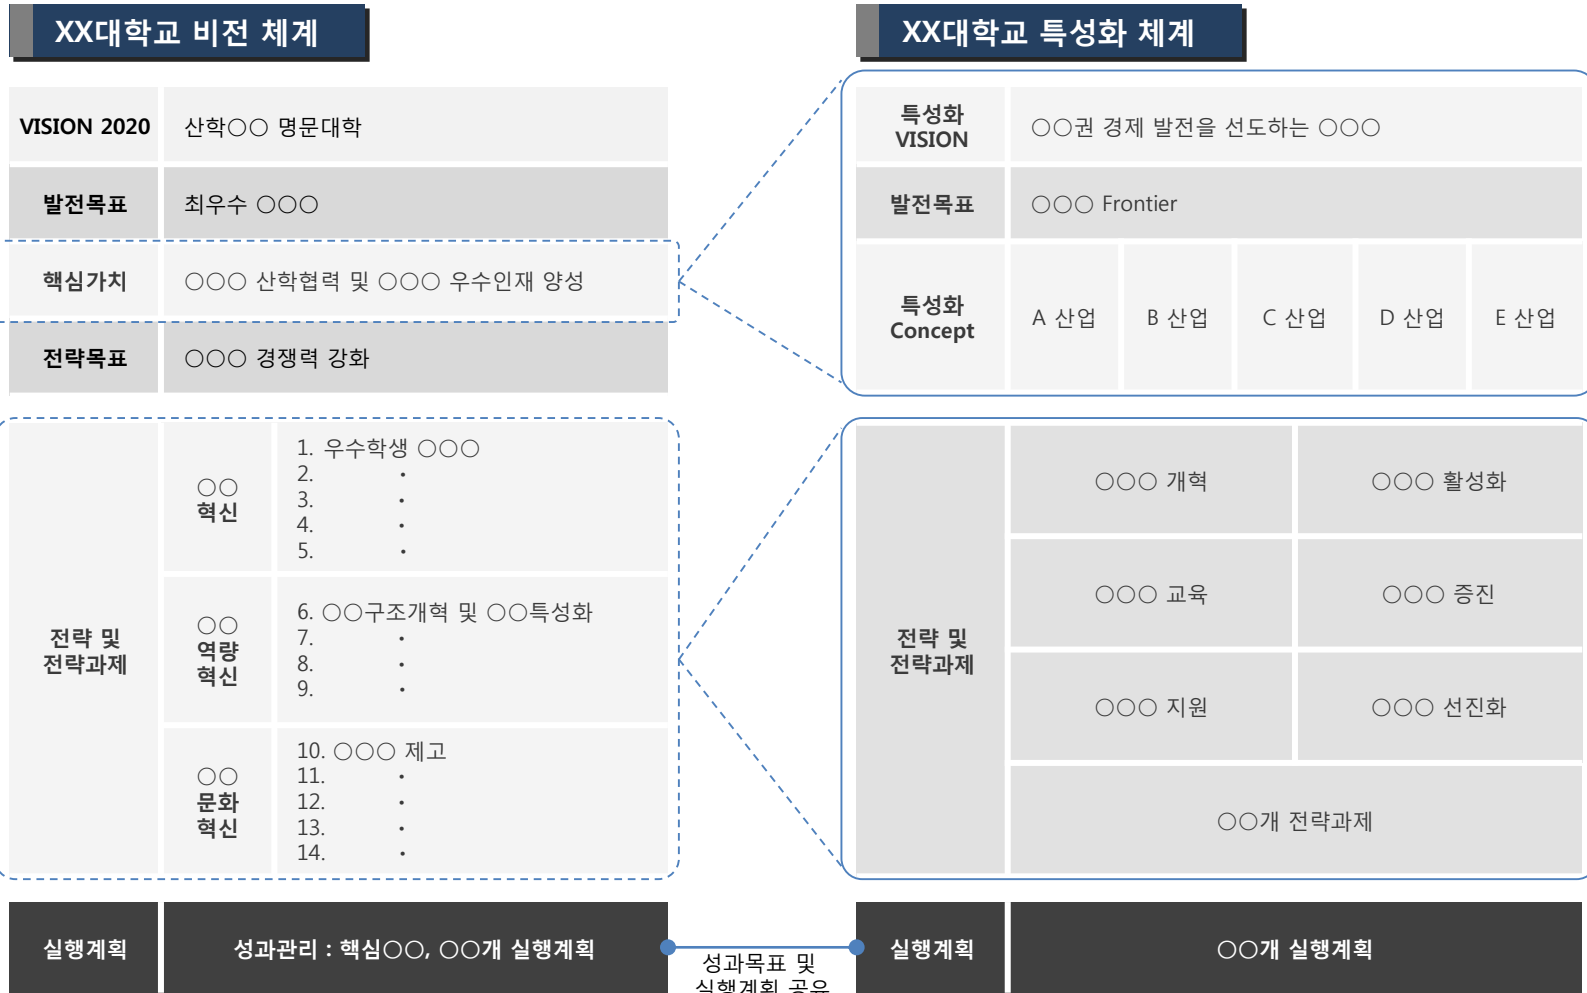 XX대학교 비전 체계
VISION 2020
산학○○ 명문대학
발전목표
최우수 ○○○
핵심가치
○○○ 산학협력 및 ○○○ 우수인재 양성
전략목표
○○○ 경쟁력 강화
전략 및
전략과제
○○
혁신
1. 우수학생 ○○○
2. ・
3. ・
4. ・
5. ・
○○
역량
혁신
6. ○○구조개혁 및 ○○특성화
7. ・
8. ・
9. ・
○○
문화
혁신
10. ○○○ 제고
11. ・
12. ・
13. ・
14. ・
실행계획
성과관리 : 핵심○○, ○○개 실행계획
성과목표 및
실행계획 공유
XX대학교 특성화 체계
특성화
VISION
○○권 경제 발전을 선도하는 ○○○
발전목표
○○○ Frontier
특성화
Concept
A 산업
B 산업
C 산업
D 산업
E 산업
전략 및
전략과제
○○○ 개혁
○○○ 활성화
○○○ 교육
○○○ 증진
○○○ 지원
○○○ 선진화
○○개 전략과제
실행계획
○○개 실행계획